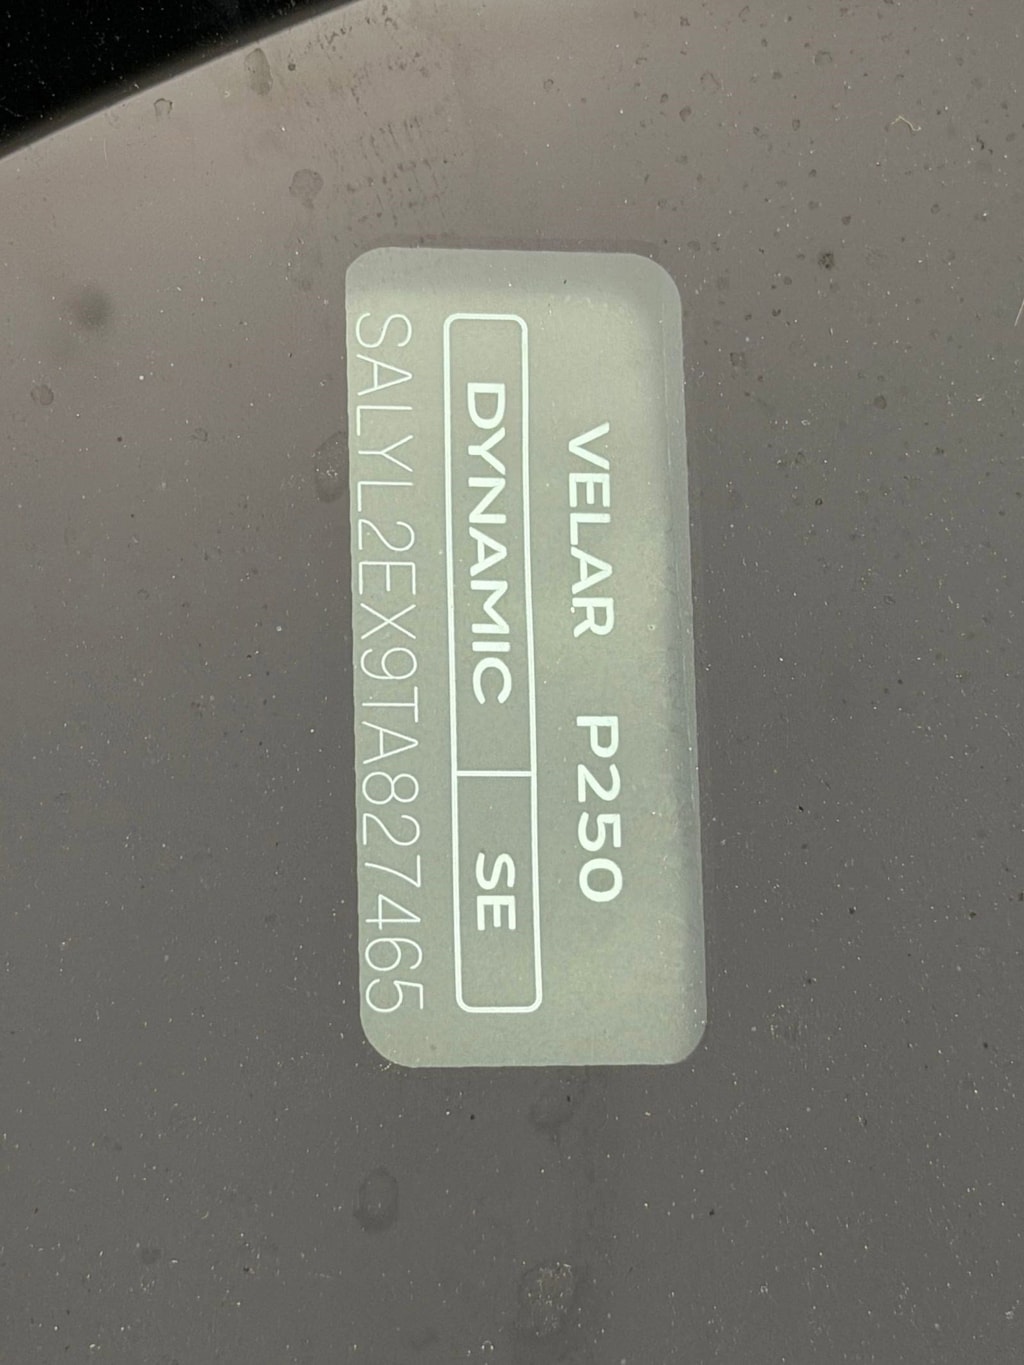 VELAR P250
DYNAMIC SE
SALYL2EX9TA827465